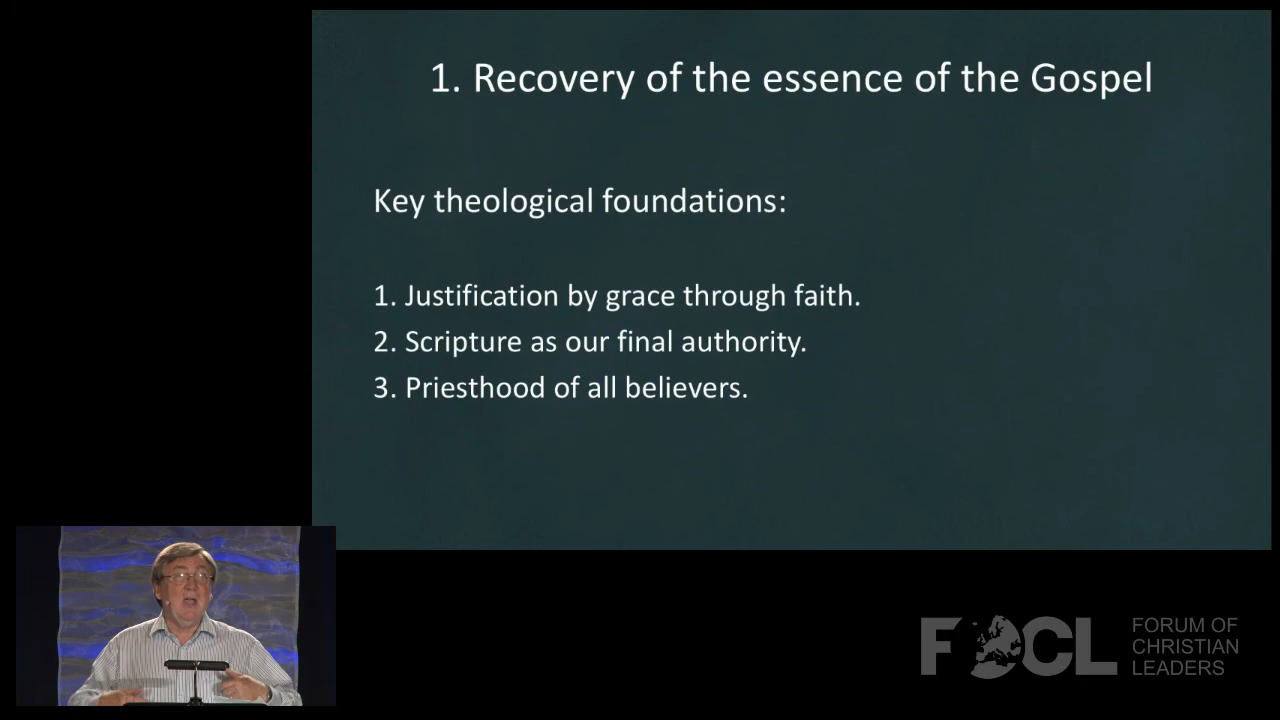 1. Recovery of the essence of the Gospel
Key theological foundations:
1. Justification by grace through faith.
2. Scripture as our final authority.
3. Priesthood of all believers.
FOCL
FORUM OF
CHRISTIAN
LEADERS